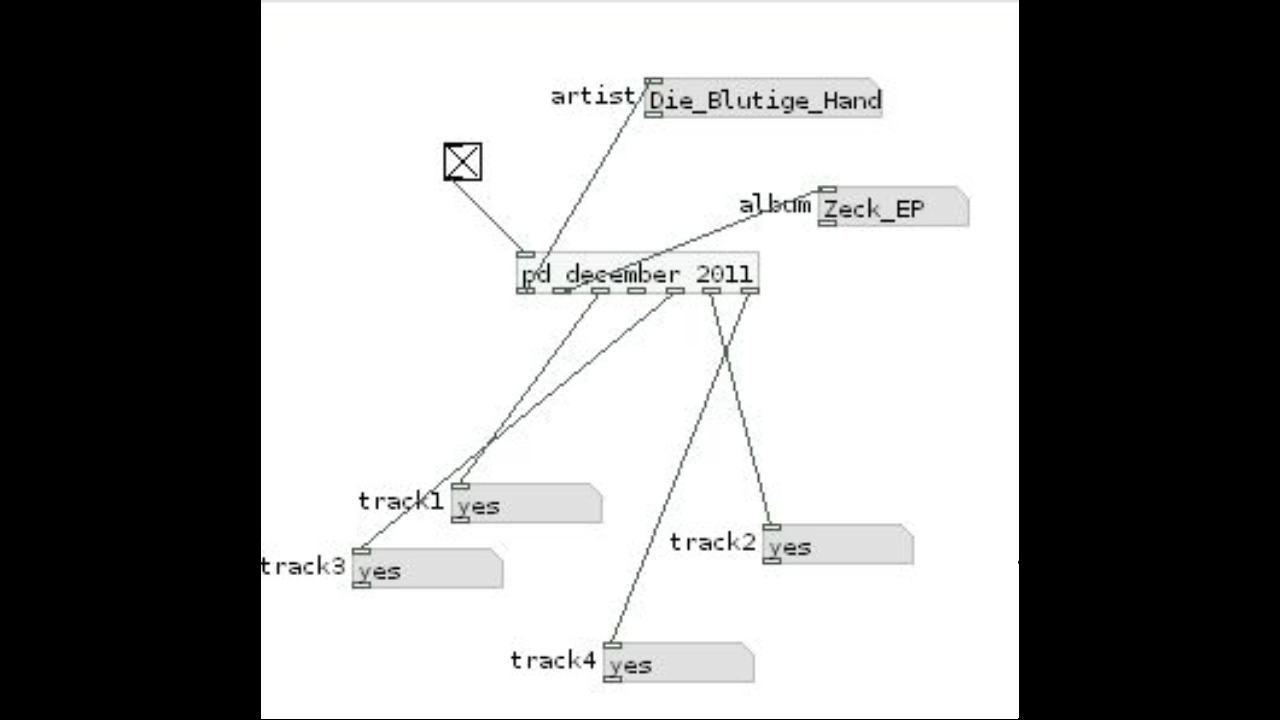 artist Die_Blutige_Hand
album Zeck_EP
pd december 2011
track1 yes
track2 yes
track3 yes
track4 yes